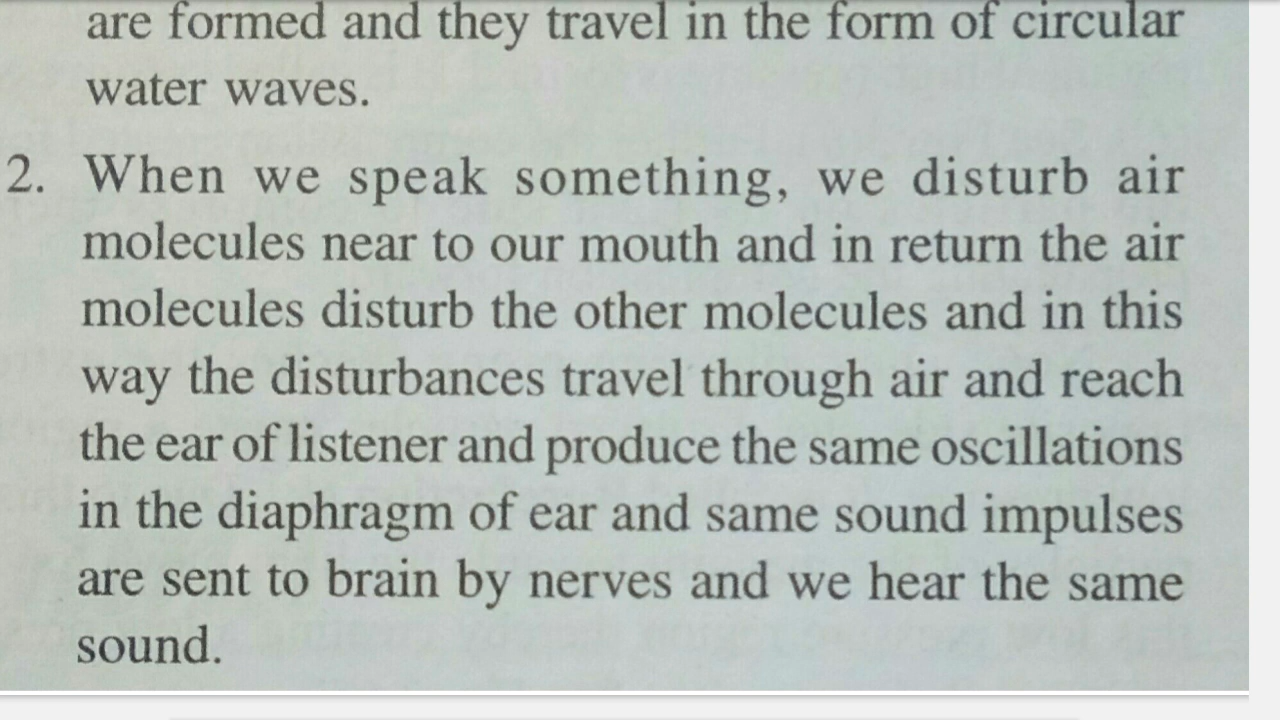 are formed and they travel in the form of circular
water waves.
2. When we speak something, we disturb air
molecules near to our mouth and in return the air
molecules disturb the other molecules and in this
way the disturbances travel through air and reach
the ear of listener and produce the same oscillations
in the diaphragm of ear and same sound impulses
are sent to brain by nerves and we hear the same
sound.